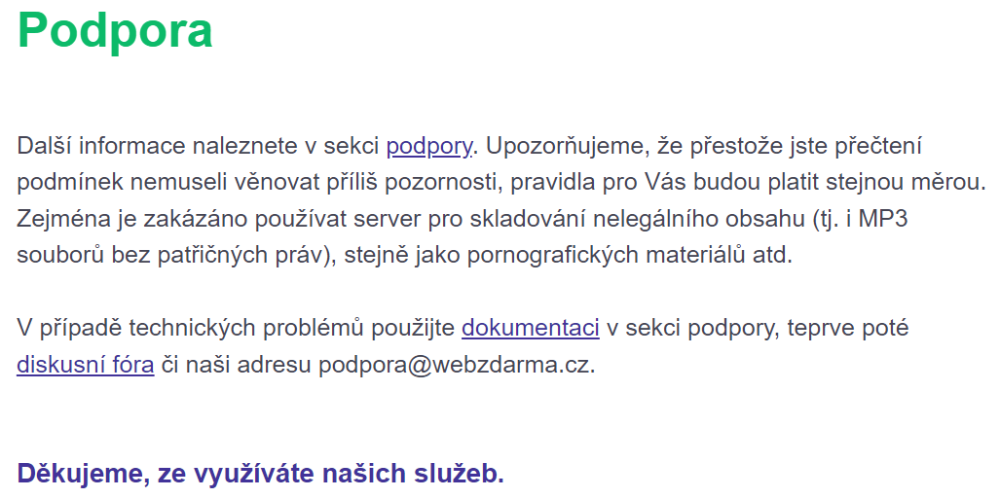 Podpora
Další informace naleznete v sekci podpory. Upozorňujeme, že přestože jste přečtení
podmínek nemuseli věnovat příliš pozornosti, pravidla pro Vás budou platit stejnou měrou.
Zejména je zakázáno používat server pro skladování nelegálního obsahu (tj. i MP3
souborů bez patřičných práv), stejně jako pornografických materiálů atd.
V případě technických problémů použijte dokumentaci v sekci podpory, teprve poté
diskusní fóra či naši adresu podpora@webzdarma.cz.
Děkujeme, ze využíváte našich služeb.